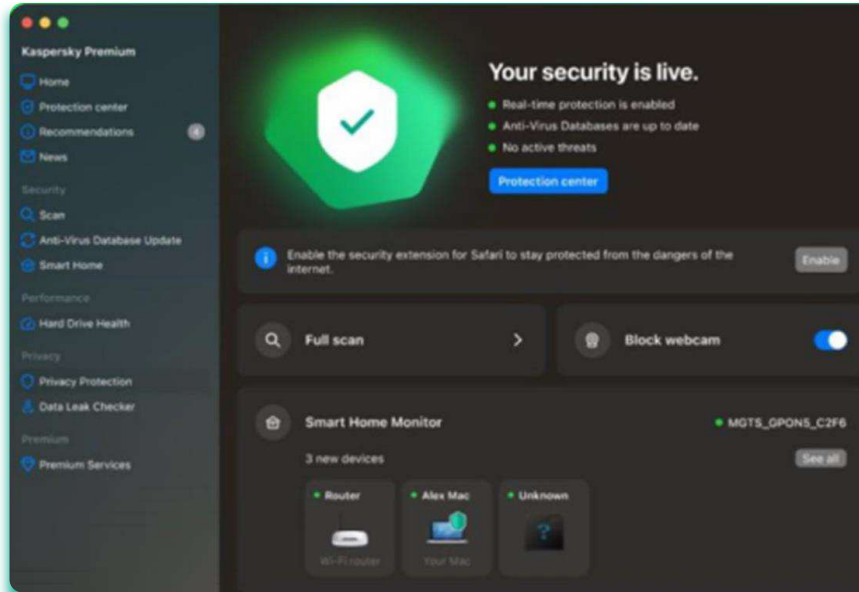 Kaspersky Premium
Home
Protection center
Recommendations
4
News
Security
Scan
Anti-Virus Database Update
Smart Home
Performance
Hard Drive Health
Privacy
Privacy Protection
Data Leak Checker
Premium
Premium Services
Your security is live.
Real-time protection is enabled
Anti-Virus Databases are up to date
No active threats
Protection center
Enable the security extension for Safari to stay protected from the dangers of the
internet.
Enable
Full scan
Block webcam
Smart Home Monitor
MGTS_GPON5_C2F6
3 new devices
See all
Router
Wi-Fi router
Alex Mac
Your Mac
Unknown
?